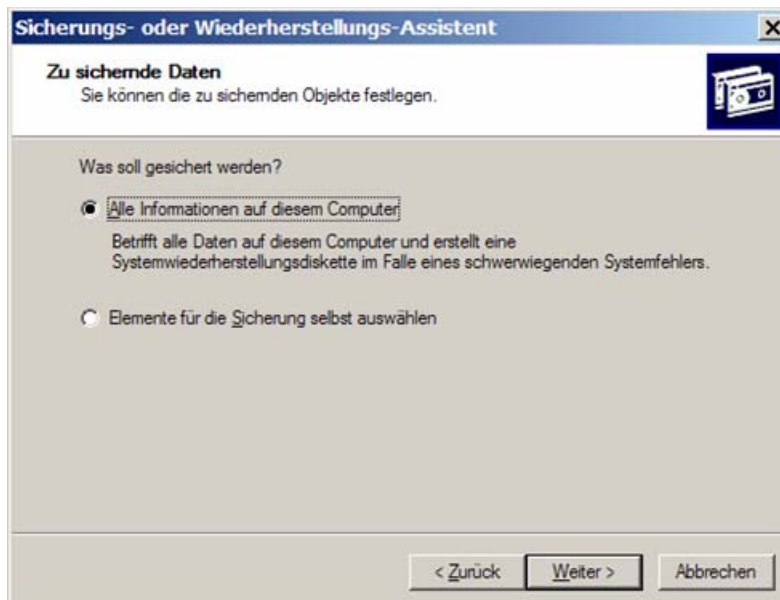 Sicherungs- oder Wiederherstellungs-Assistent
Zu sichernde Daten
Sie können die zu sichernden Objekte festlegen.
Was soll gesichert werden?
Alle Informationen auf diesem Computer
Betrifft alle Daten auf diesem Computer und erstellt eine
Systemwiederherstellungsdiskette im Falle eines schwerwiegenden Systemfehlers.
Elemente für die Sicherung selbst auswählen
< Zurück Weiter > Abbrechen